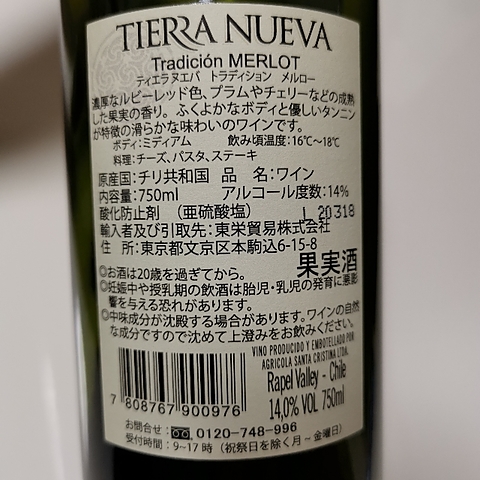 TIERRA NUEVA
Tradición MERLOT
ティエラ ヌエバ トラディション メルロー
濃厚なルビーレッド色、プラムやチェリーなどの成熟
した果実の香り。ふくよかなボディと優しいタンニン
が特徴の滑らかな味わいのワインです。
ボディ:ミディアム 飲み頃温度:16℃〜18℃
料理:チーズ、パスタ、ステーキ
原産国:チリ共和国 品 名:ワイン
内容量:750ml アルコール度数:14%
酸化防止剤 (亜硫酸塩) L 20318
輸入者及び引取先:東栄貿易株式会社
住 所:東京都文京区本駒込6-15-8
果実酒
◎お酒は20歳を過ぎてから。
◎妊娠中や授乳期の飲酒は胎児・乳児の発育に悪影
響を与える恐れがあります。
◎中味成分が沈殿する場合があります。ワインの自然
な成分ですので沈めて上澄みをお飲みください。
VINO PRODUCIDO Y EMBOTELLADO POR
AGRICOLA SANTA CRISTINA LTDA.
Rapel Valley - Chile
14,0% VOL 750ml
7 808767 900976
お問合せ: 0120-748-996
受付時間:9~17時(祝祭日を除く月~金曜日)